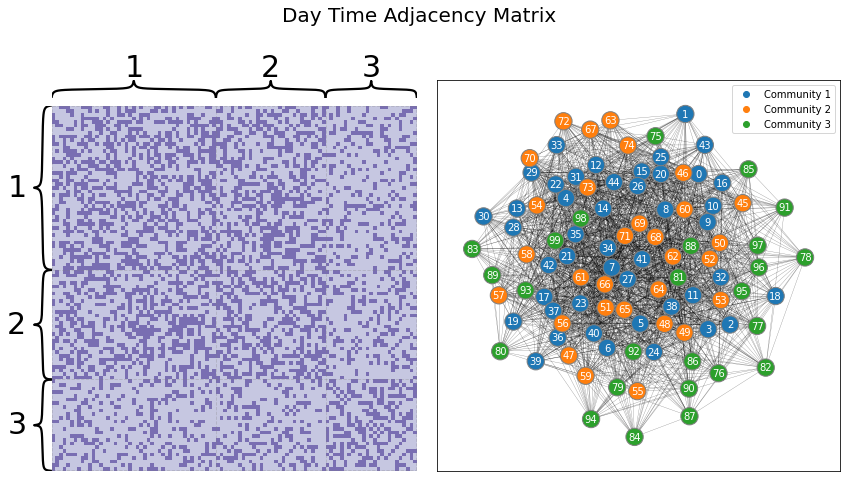 Day Time Adjacency Matrix
1 2 3
1
2
3
Community 1
Community 2
Community 3
1
72 63
67
75
33 74 43
70 25
12 85
29 15 20 46 0
31 44 26 16
22 73
4
54 13 14 8 60 10 45 91
30 98 9
28 69
35 71 68
99 34 88 50 97
83 58 21 41 62 52 78
42 7 96
89 61 27 81 32
93 66 64 95
57 17 11 18
23 53
37 51 65 38
19 56 5 48 3 2 77
40 49
36
80 6 92 24
47
39 86 82
59 76
79 55 90
94 87
84